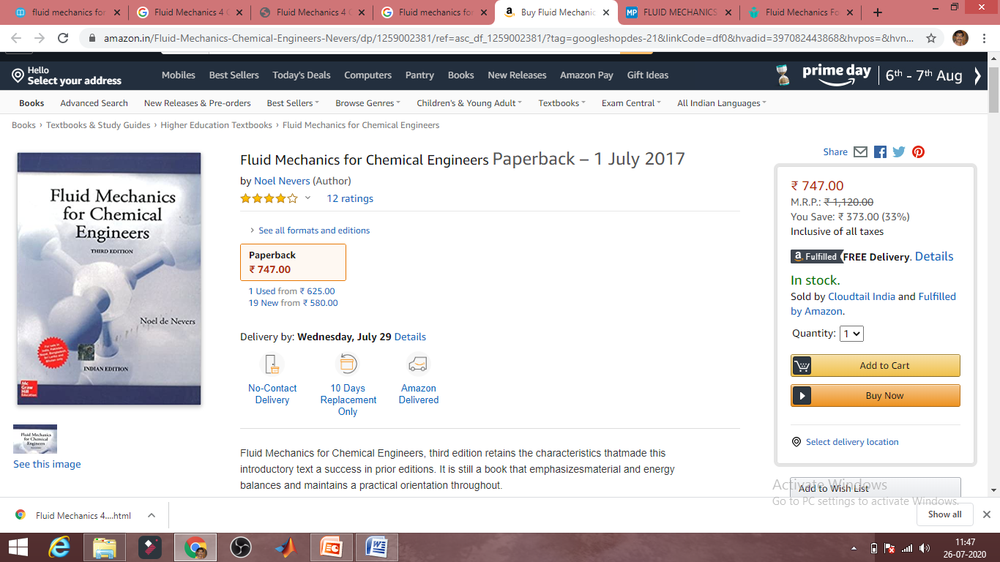 fluid mechanics for
Fluid Mechanics 4 C
Fluid Mechanics 4 C
Fluid mechanics for
Buy Fluid Mechanic
FLUID MECHANICS
Fluid Mechanics Fo
amazon.in/Fluid-Mechanics-Chemical-Engineers-Nevers/dp/1259002381/ref=asc_df_1259002381/?tag=googleshopdes-21&linkCode=df0&hvadid=397082443868&hvpos=&hvn...
Hello
Select your address
Mobiles Best Sellers Today's Deals Computers Pantry Books New Releases Amazon Pay Gift Ideas
prime day 6th - 7th Aug
Books Advanced Search New Releases & Pre-orders Best Sellers Browse Genres Children's & Young Adult Textbooks Exam Central All Indian Languages
Books › Textbooks & Study Guides › Higher Education Textbooks › Fluid Mechanics for Chemical Engineers
Fluid Mechanics
for Chemical
Engineers
THIRD EDITION
Noel de Nevers
INDIAN EDITION
Mc
Graw
Hill
Education
Fluid Mechanics
for Chemical
Engineers
See this image
Fluid Mechanics for Chemical Engineers Paperback – 1 July 2017
by Noel Nevers (Author)
12 ratings
› See all formats and editions
Paperback
₹ 747.00
1 Used from ₹ 625.00
19 New from ₹ 580.00
Delivery by: Wednesday, July 29 Details
No-Contact
Delivery
10 Days
Replacement
Only
Amazon
Delivered
Fluid Mechanics for Chemical Engineers, third edition retains the characteristics thatmade this
introductory text a success in prior editions. It is still a book that emphasizesmaterial and energy
balances and maintains a practical orientation throughout.
Share
₹ 747.00
M.R.P.: ₹ 1,120.00
You Save: ₹ 373.00 (33%)
Inclusive of all taxes
a Fulfilled FREE Delivery. Details
In stock.
Sold by Cloudtail India and Fulfilled
by Amazon.
Quantity: 1
Add to Cart
Buy Now
Select delivery location
Add to Wish List
Activate Windows
Go to PC settings to activate Windows.
Fluid Mechanics 4....html
Show all
11:47
26-07-2020